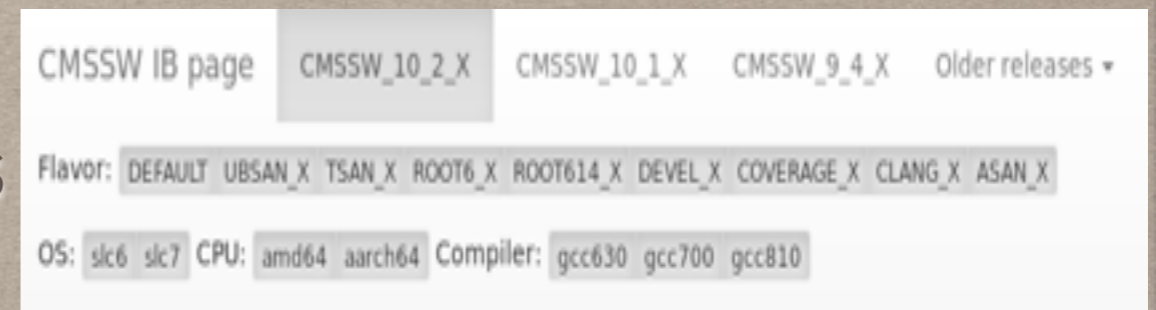 CMSSW IB page CMSSW_10_2_X CMSSW_10_1_X CMSSW_9_4_X Older releases
Flavor: DEFAULT UBSAN_X TSAN_X ROOT6_X ROOT614_X DEVEL_X COVERAGE_X CLANG_X ASAN_X
OS: slc6 slc7 CPU: amd64 aarch64 Compiler: gcc630 gcc700 gcc810